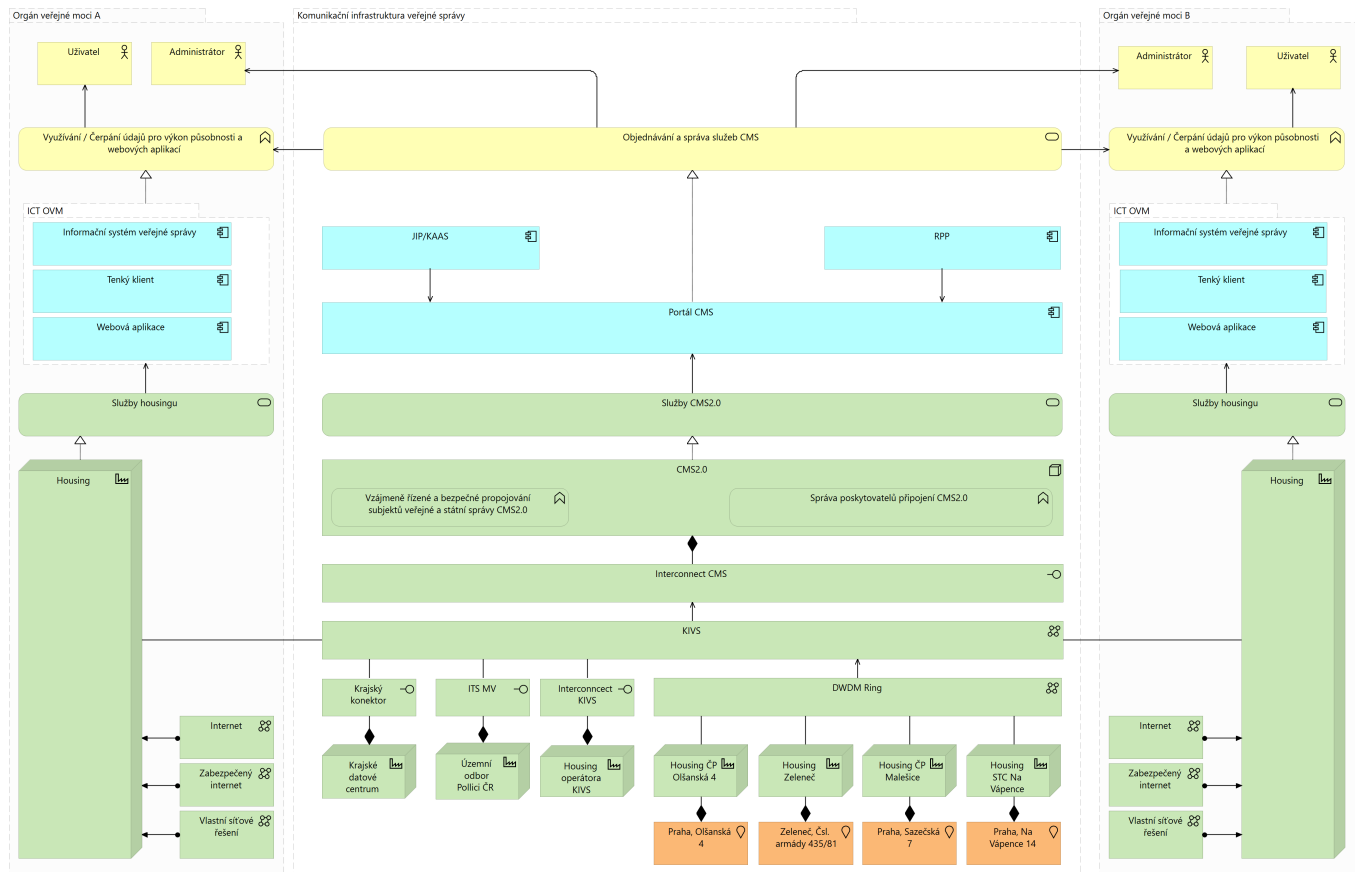 Orgán veřejné moci A
Uživatel
Administrátor
Využívání / Čerpání údajů pro výkon působnosti a
webových aplikací
ICT OVM
Informační systém veřejné správy
Tenký klient
Webová aplikace
Služby housingu
Housing
Internet
Zabezpečený
internet
Vlastní síťové
řešení
Komunikační infrastruktura veřejné správy
Objednávání a správa služeb CMS
JIP/KAAS
RPP
Portál CMS
Služby CMS2.0
CMS2.0
Vzájemně řízené a bezpečné propojování
subjektů veřejné a státní správy CMS2.0
Správa poskytovatelů připojení CMS2.0
Interconnect CMS
KIVS
Krajský
konektor
ITS MV
Interconncect
KIVS
DWDM Ring
Krajské
datové
centrum
Územní
odbor
Pollici ČR
Housing
operátora
KIVS
Housing ČP
Olšanská 4
Housing
Zeleneč
Housing ČP
Malešice
Housing
STC Na
Vápence
Praha, Olšanská
4
Zeleneč, Čsl.
armády 435/81
Praha, Sazečská
7
Praha, Na
Vápence 14
Orgán veřejné moci B
Administrátor
Uživatel
Využívání / Čerpání údajů pro výkon působnosti
a webových aplikací
ICT OVM
Informační systém veřejné správy
Tenký klient
Webová aplikace
Služby housingu
Housing
Internet
Zabezpečený
internet
Vlastní síťové
řešení